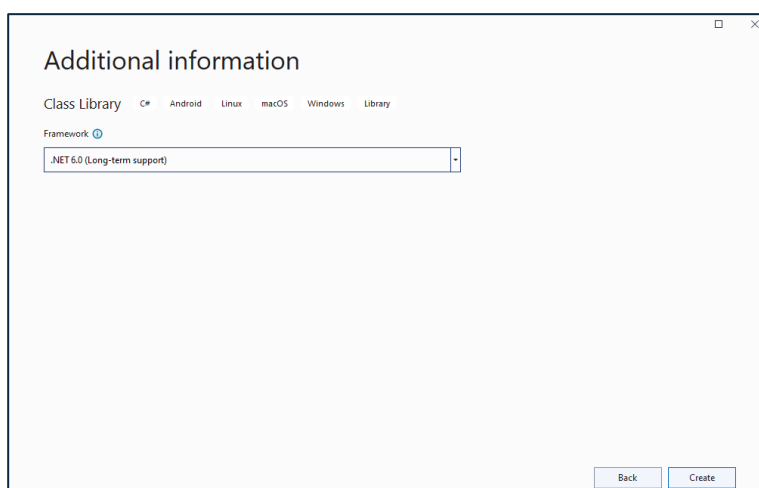 Additional information
Class Library C# Android Linux macOS Windows Library
Framework
.NET 6.0 (Long-term support)
Back Create